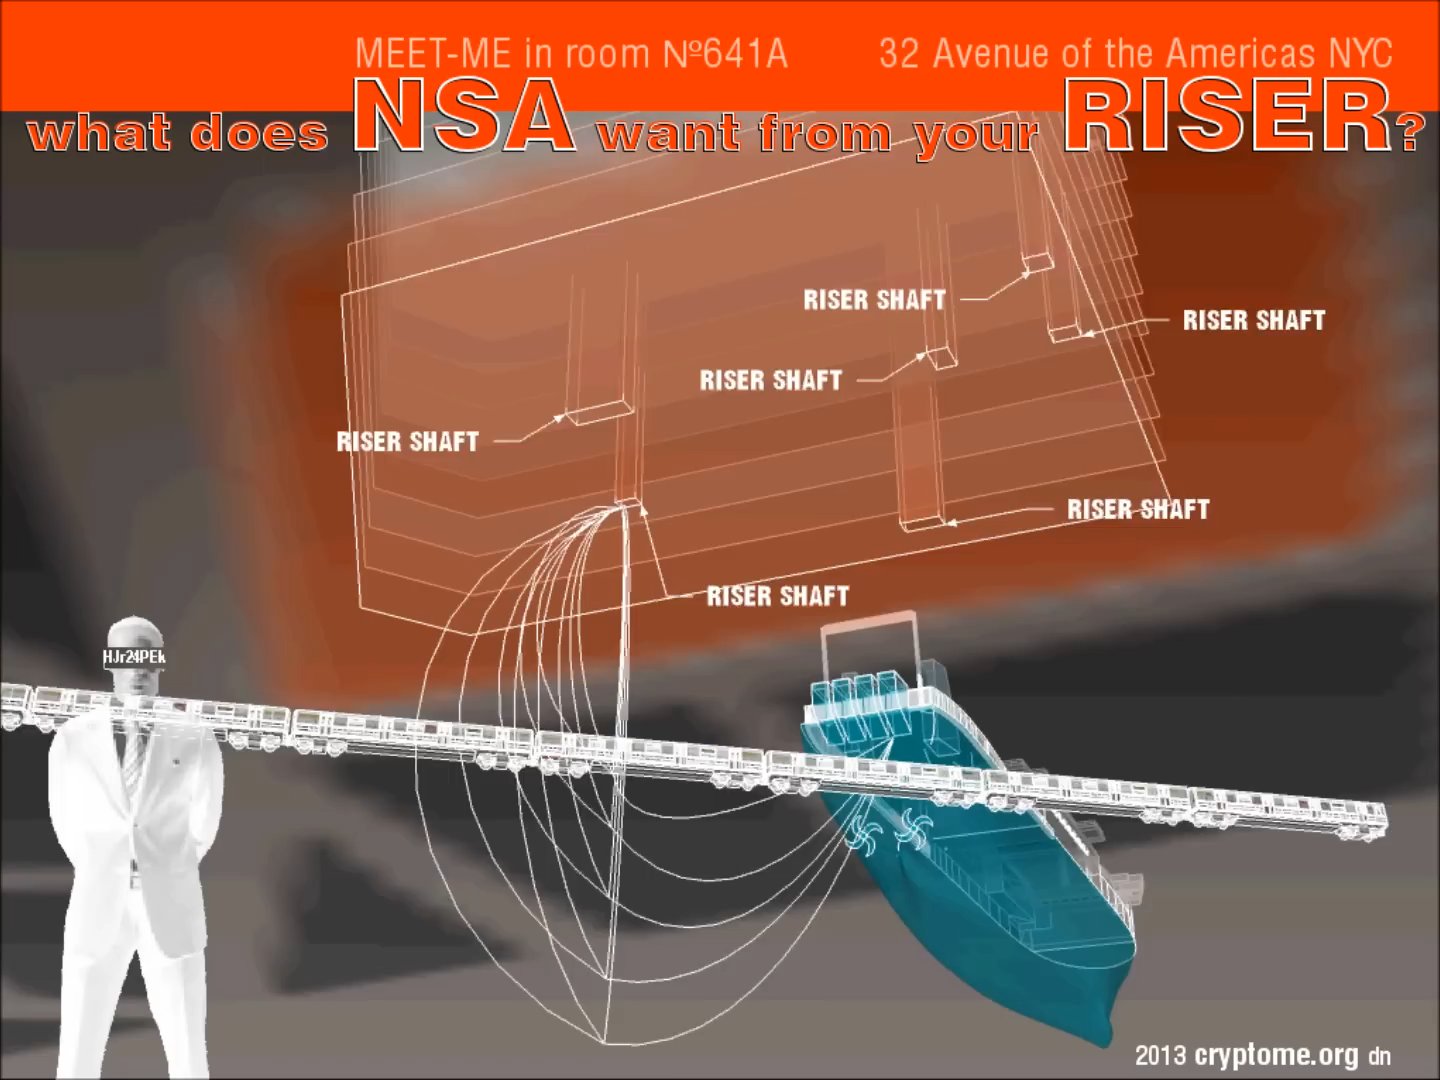 MEET-ME in room №641A 32 Avenue of the Americas NYC
what does NSA want from your RISER?
RISER SHAFT
RISER SHAFT
RISER SHAFT
RISER SHAFT
RISER SHAFT
RISER SHAFT
HJr24PEk
2013 cryptome.org dn